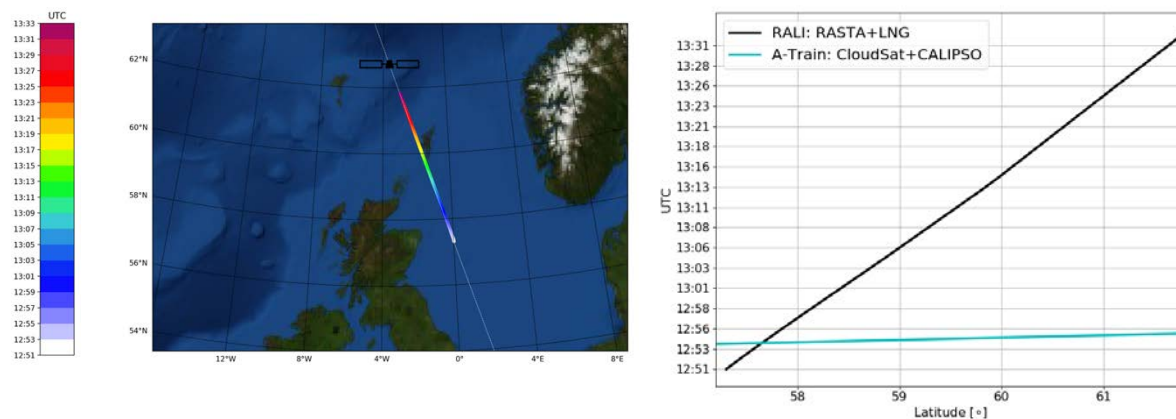 UTC
13:33
13:31
13:29
13:27
13:25
13:23
13:21
13:19
13:17
13:15
13:13
13:11
13:09
13:07
13:05
13:03
13:01
12:59
12:57
12:55
12:53
12:51
62°N
60°N
58°N
56°N
54°N
12°W
8°W
4°W
0°
4°E
8°E
RALI: RASTA+LNG
A-Train: CloudSat+CALIPSO
UTC
13:31
13:28
13:26
13:23
13:21
13:18
13:16
13:13
13:11
13:08
13:06
13:03
13:01
12:58
12:56
12:53
12:51
58
59
60
61
Latitude [∘]